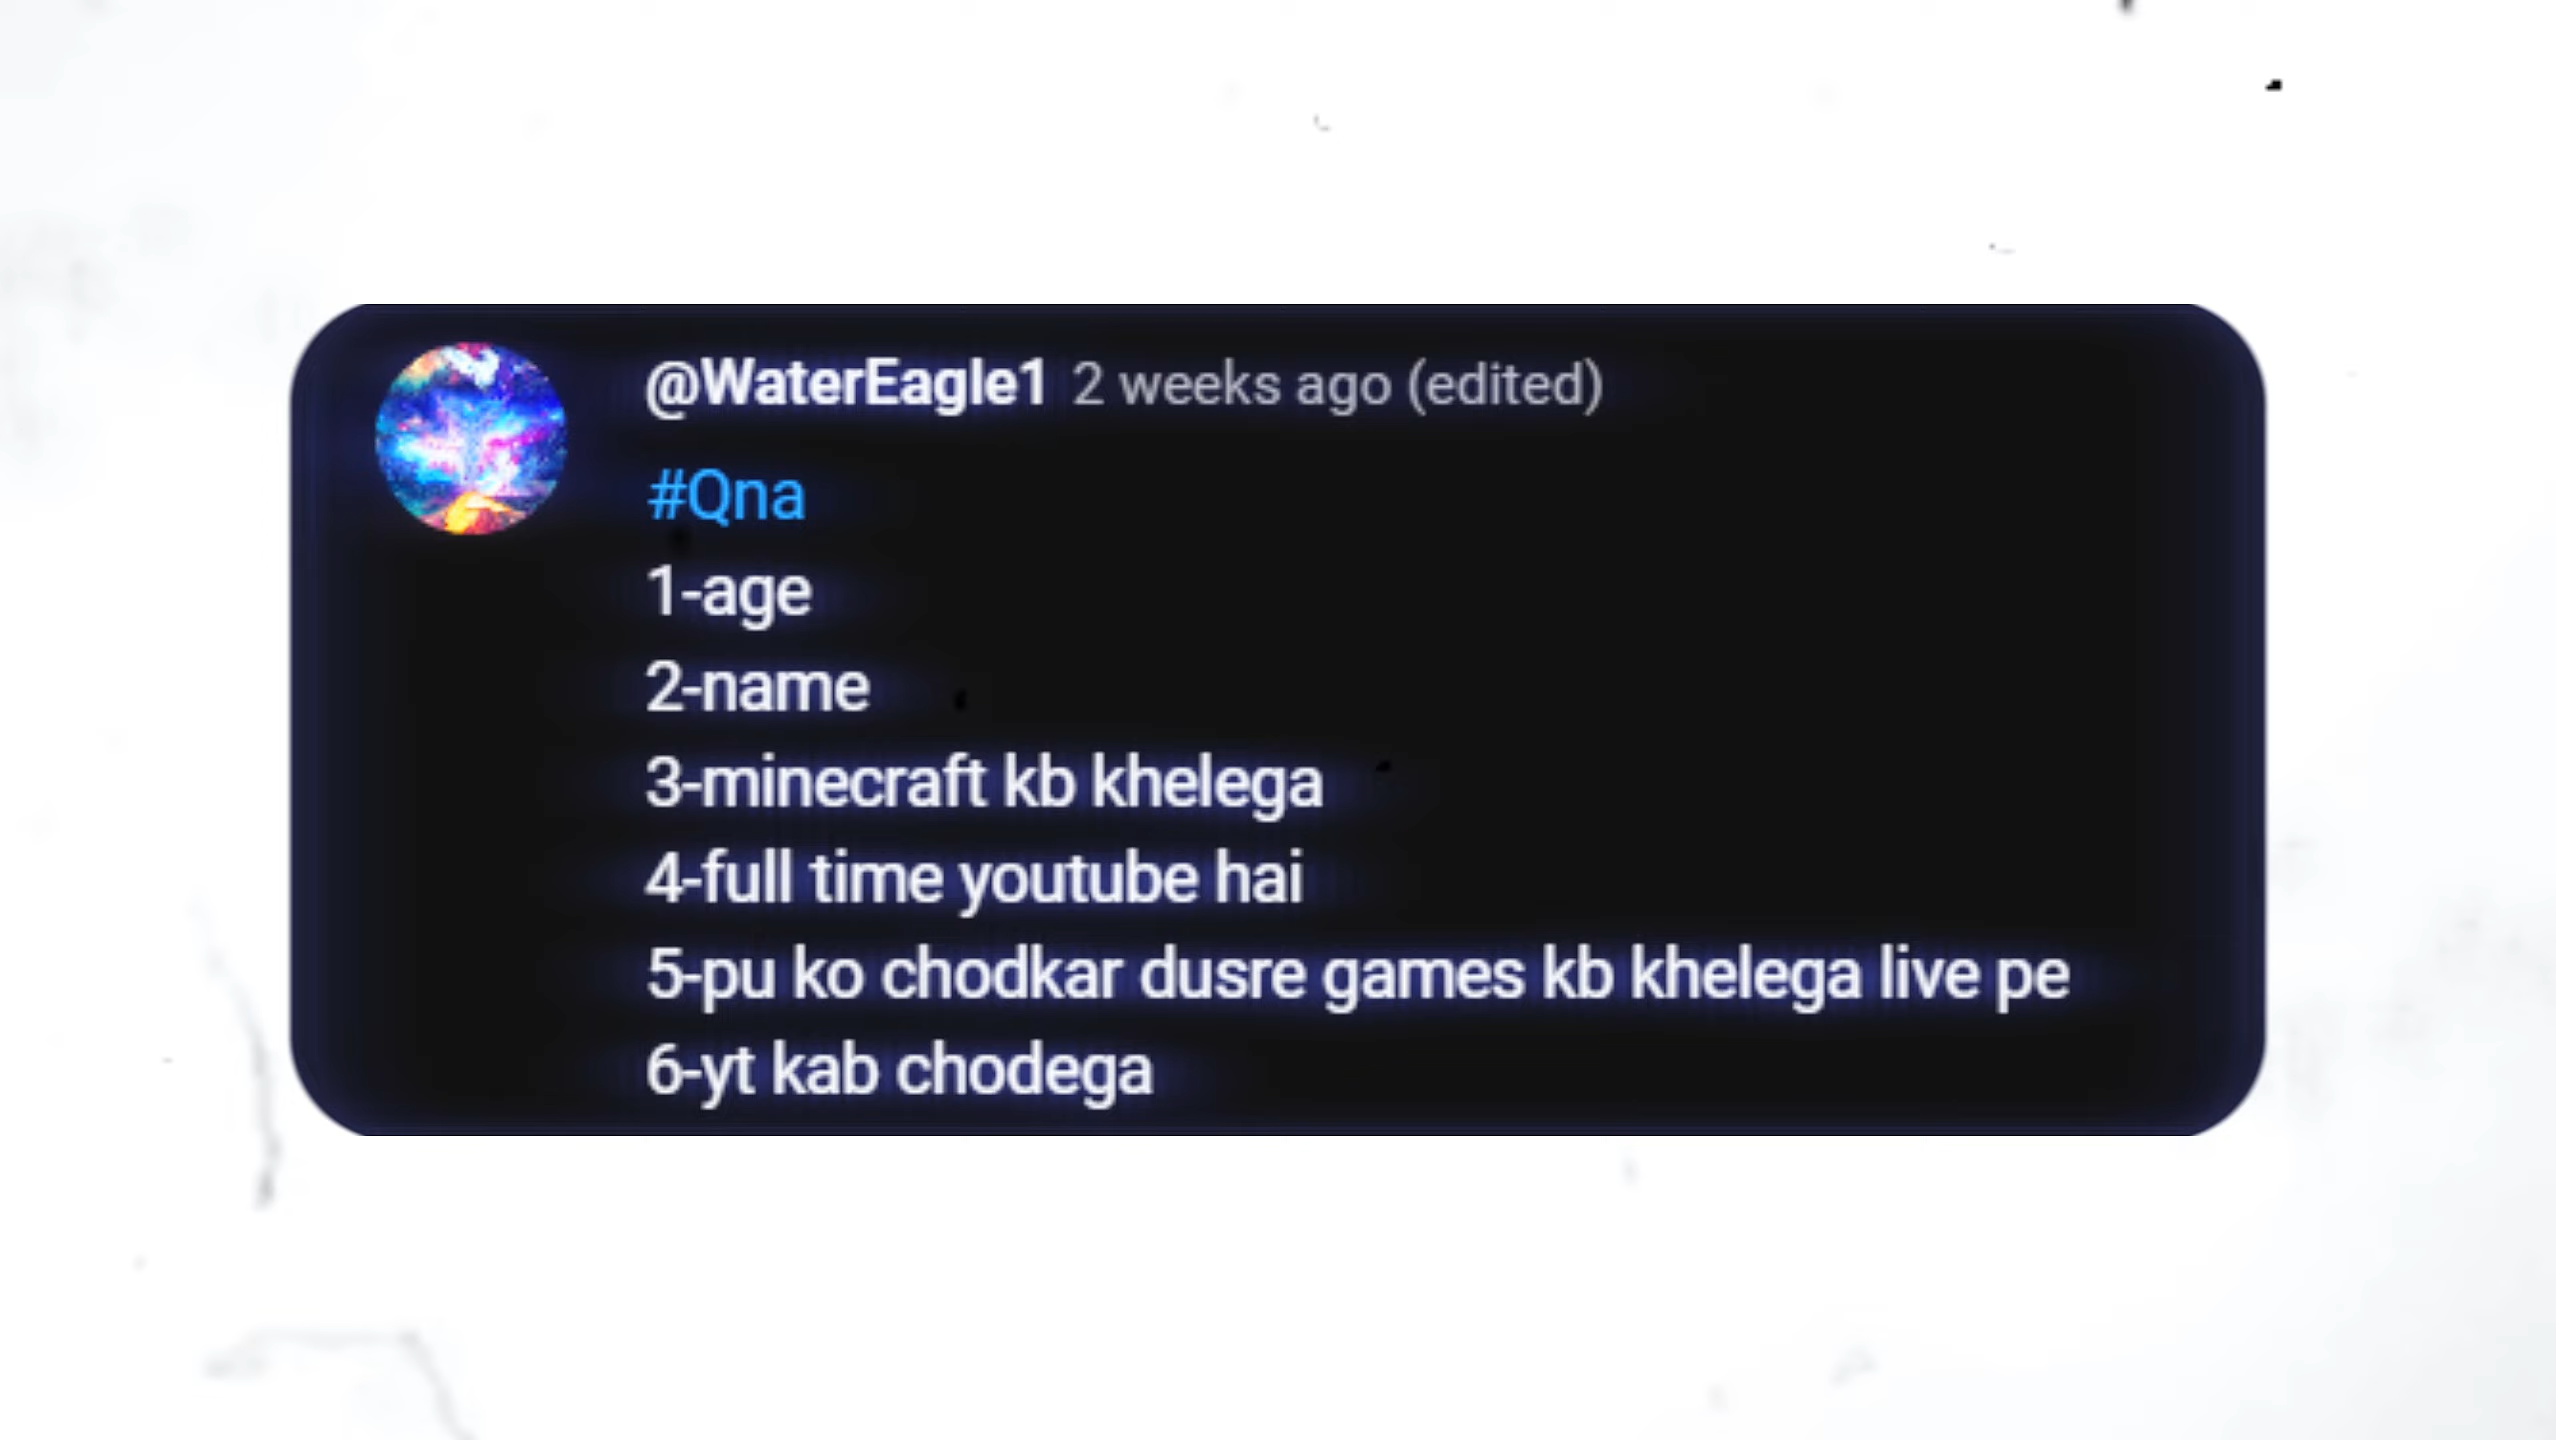 @WaterEagle1 2 weeks ago (edited)
#Qna
1-age
2-name
3-minecraft kb khelega
4-full time youtube hai
5-pu ko chodkar dusre games kb khelega live pe
6-yt kab chodega